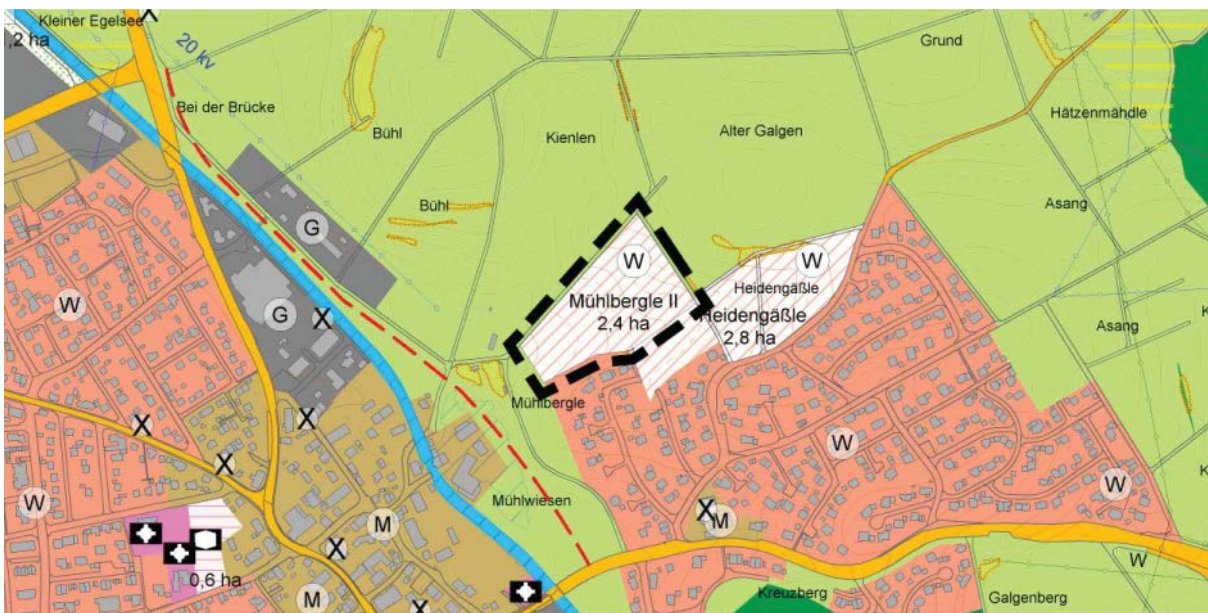 X
Kleiner Egelsee
,2 ha
20 kv
Grund
Bei der Brücke
Bühl
Kienlen
Alter Galgen
Hätzenmähdle
Bühl
Asang
G
W
W
Mühlbergle II
2,4 ha
Heidengäßle
Heidengäßle
2,8 ha
W
G
X
Asang
K
Mühlbergle
X
X
X
W
W
W
K
Mühlwiesen
M
X
M
X
W
0,6 ha
M
X
Kreuzberg
Galgenberg